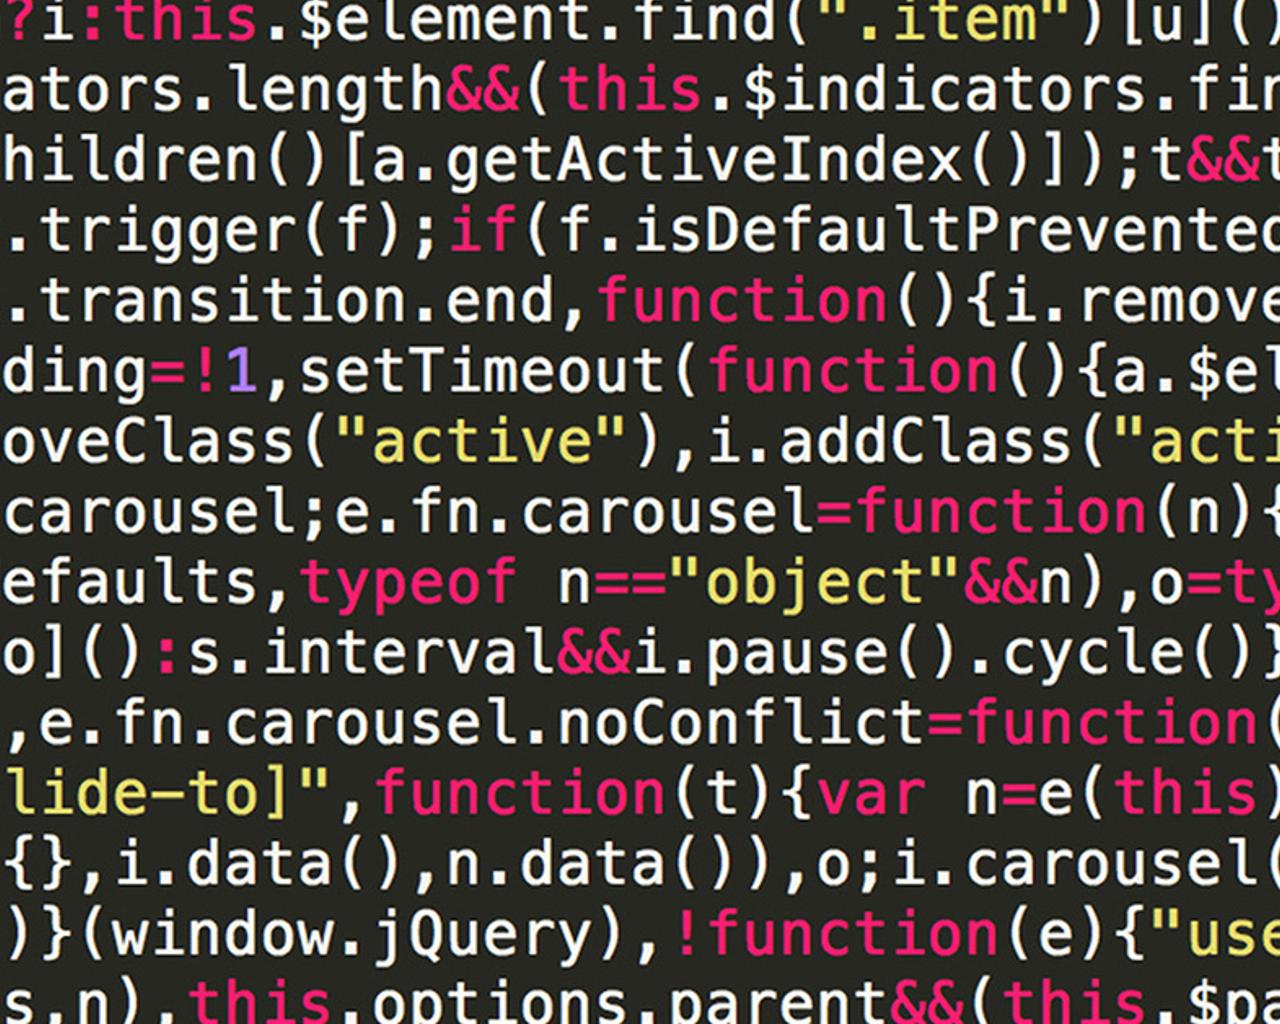 ?i:this.$element.find(".item")[u]()
ators.length&&(this.$indicators.fin
hildren()[a.getActiveIndex()]);t&&t
.trigger(f);if(f.isDefaultPrevented
.transition.end,function(){i.remove
ding=!1,setTimeout(function(){a.$el
oveClass("active"),i.addClass("acti
carousel;e.fn.carousel=function(n){
efaults,typeof n=="object"&&n),o=ty
o]():s.interval&&i.pause().cycle()}
,e.fn.carousel.noConflict=function(
lide-to]",function(t){var n=e(this)
{},i.data(),n.data()),o;i.carousel(
)}(window.jQuery),!function(e){"use
s,n),this.options.parent&&(this.$pa